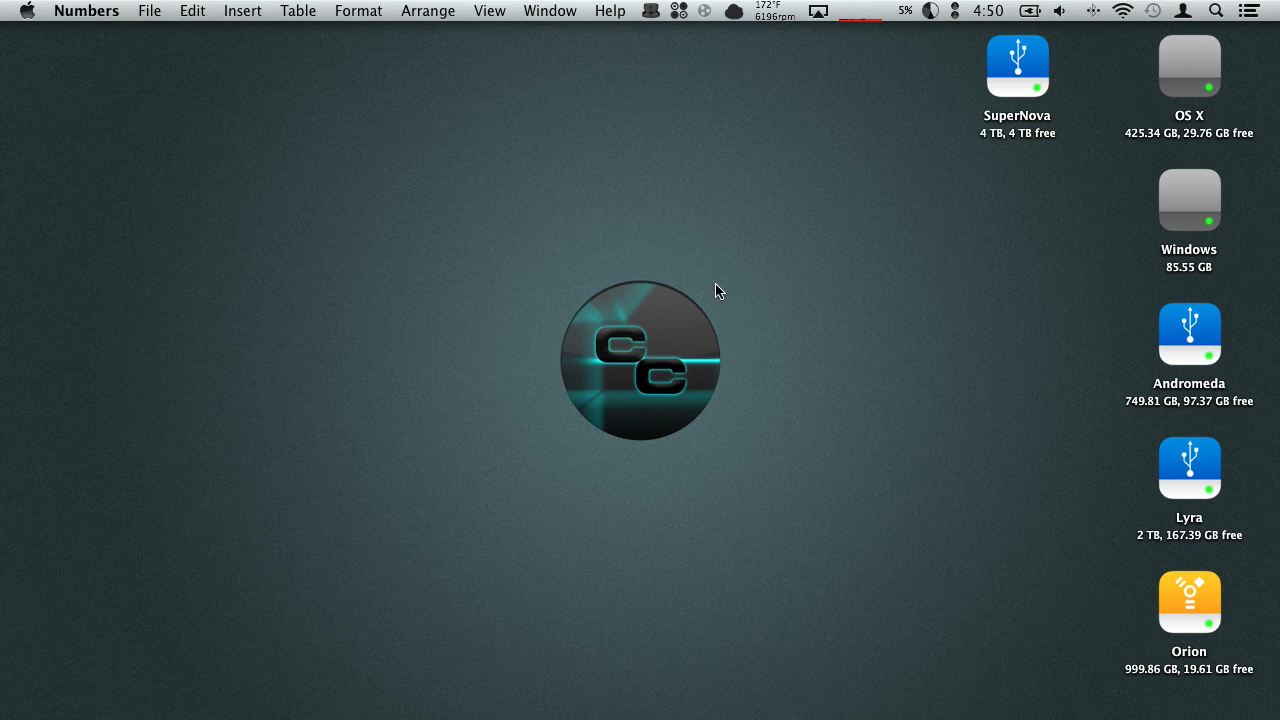 Numbers File Edit Insert Table Format Arrange View Window Help 172°F 6196rpm 5% 4:50
SuperNova
4 TB, 4 TB free
OS X
425.34 GB, 29.76 GB free
Windows
85.55 GB
CC
Andromeda
749.81 GB, 97.37 GB free
Lyra
2 TB, 167.39 GB free
Orion
999.86 GB, 19.61 GB free